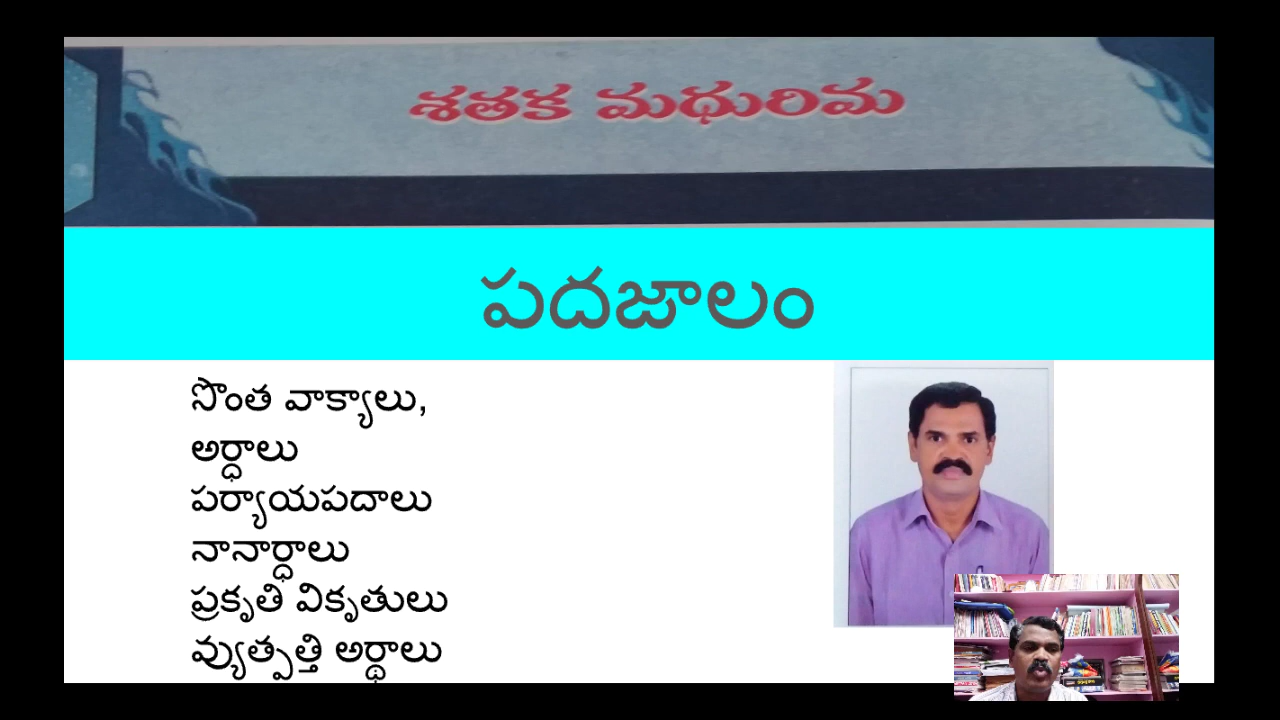 శతక మధురిమ
పదజాలం
సొంత వాక్యాలు,
అర్ధాలు
పర్యాయపదాలు
నానార్ధాలు
ప్రకృతి వికృతులు
వ్యుత్పత్తి అర్థాలు